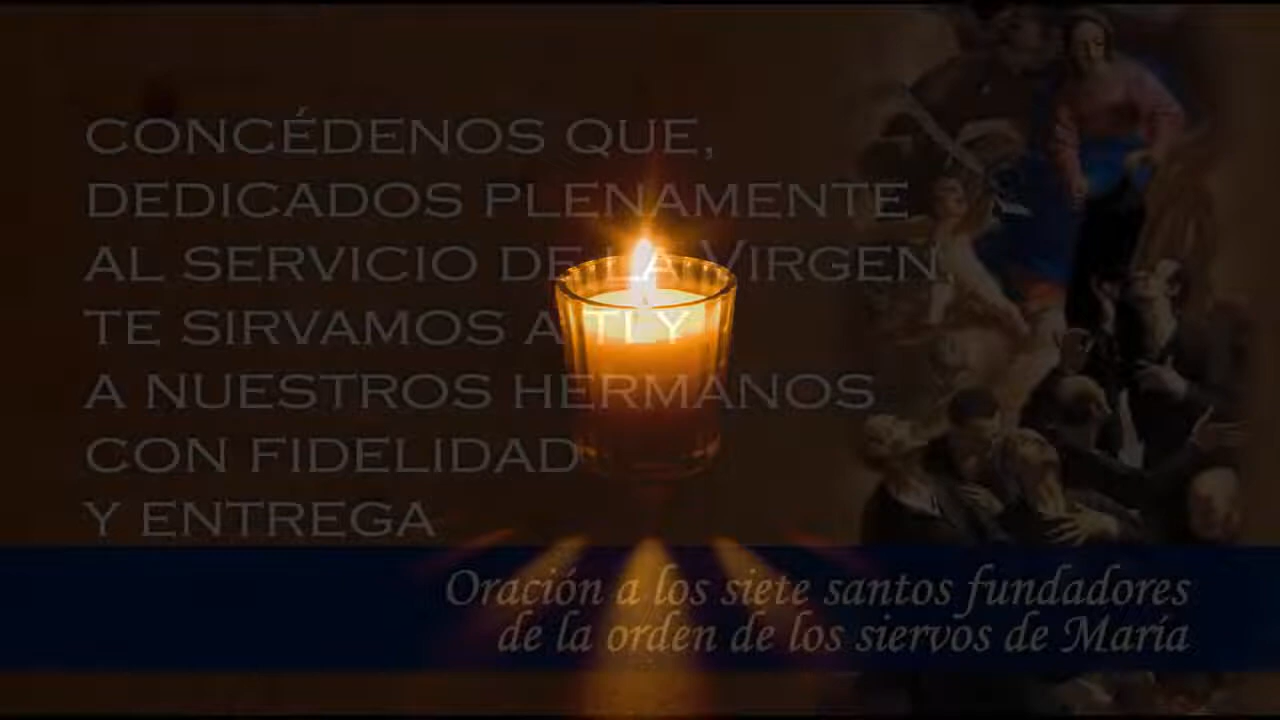 CONCÉDENOS QUE,
DEDICADOS PLENAMENTE
AL SERVICIO DE LA VIRGEN
TE SIRVAMOS A TI Y
A NUESTROS HERMANOS
CON FIDELIDAD
Y ENTREGA
Oración a los siete santos fundadores
de la orden de los siervos de María